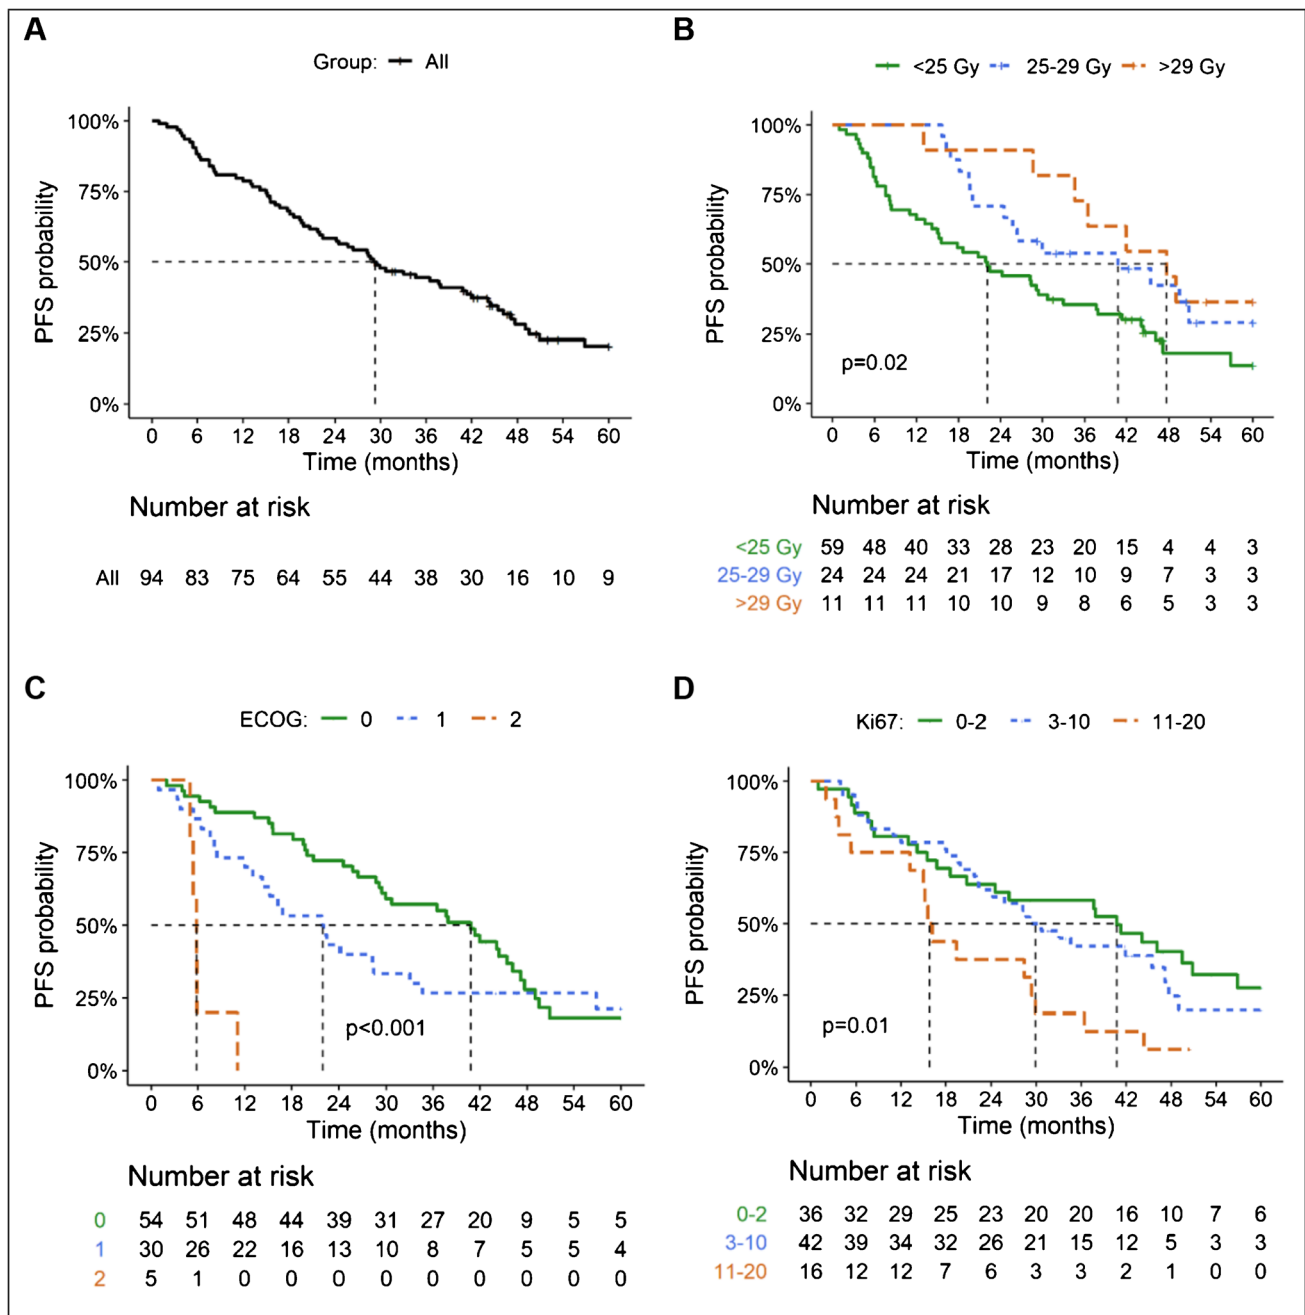 A
Group: All
PFS probability
100%
75%
50%
25%
0%
0 6 12 18 24 30 36 42 48 54 60
Time (months)
Number at risk
All 94 83 75 64 55 44 38 30 16 10 9
B
<25 Gy 25-29 Gy >29 Gy
PFS probability
100%
75%
50%
25%
0%
p=0.02
0 6 12 18 24 30 36 42 48 54 60
Time (months)
Number at risk
<25 Gy 59 48 40 33 28 23 20 15 4 4 3
25-29 Gy 24 24 24 21 17 12 10 9 7 3 3
>29 Gy 11 11 11 10 10 9 8 6 5 3 3
C
ECOG: 0 1 2
PFS probability
100%
75%
50%
25%
0%
p<0.001
0 6 12 18 24 30 36 42 48 54 60
Time (months)
Number at risk
0 54 51 48 44 39 31 27 20 9 5 5
1 30 26 22 16 13 10 8 7 5 5 4
2 5 1 0 0 0 0 0 0 0 0 0
D
Ki67: 0-2 3-10 11-20
PFS probability
100%
75%
50%
25%
0%
p=0.01
0 6 12 18 24 30 36 42 48 54 60
Time (months)
Number at risk
0-2 36 32 29 25 23 20 20 16 10 7 6
3-10 42 39 34 32 26 21 15 12 5 3 3
11-20 16 12 12 7 6 3 3 2 1 0 0